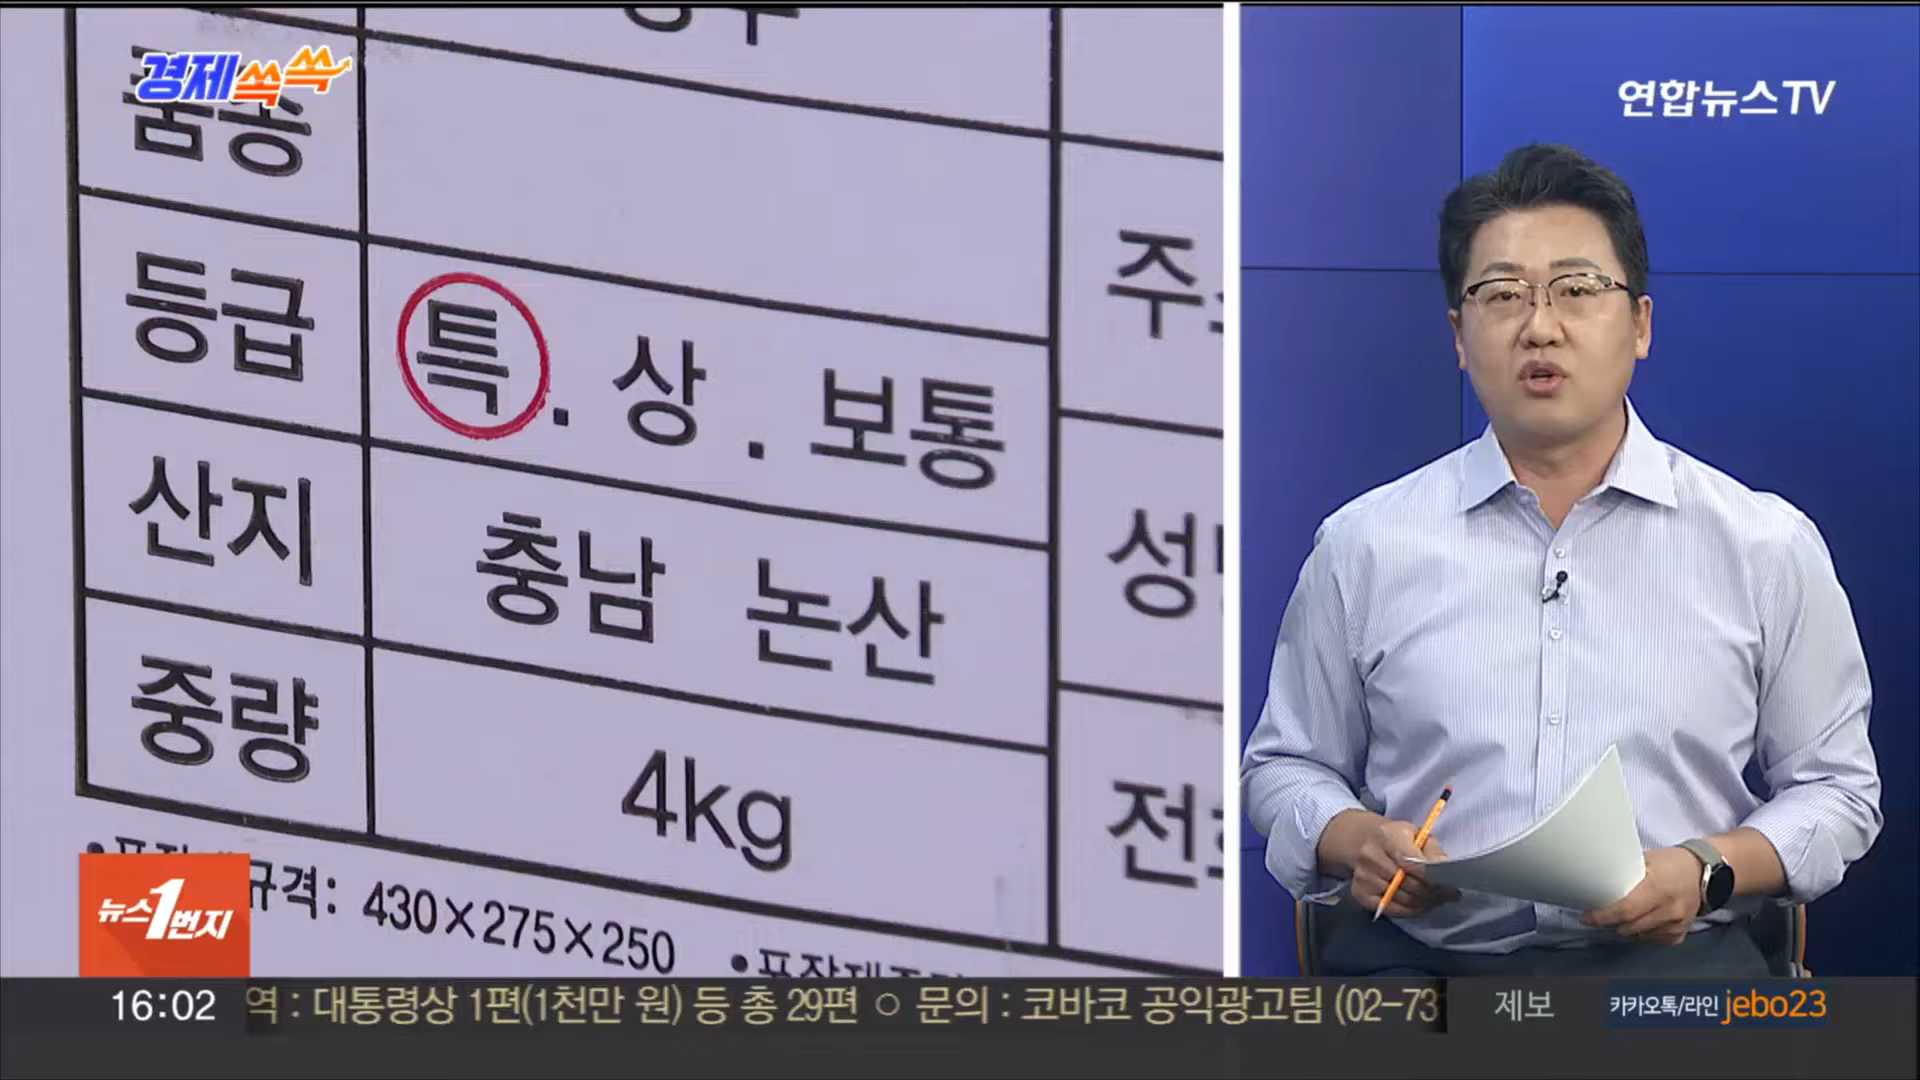 경제쏙쏙
연합뉴스TV
품종
등급
특 . 상 . 보통
산지
충남 논산
중량
4kg
규격: 430×275×250
뉴스1번지
16:02
역 : 대통령상 1편(1천만 원) 등 총 29편 ○ 문의 : 코바코 공익광고팀 (02-73
제보
카카오톡/라인 jebo23